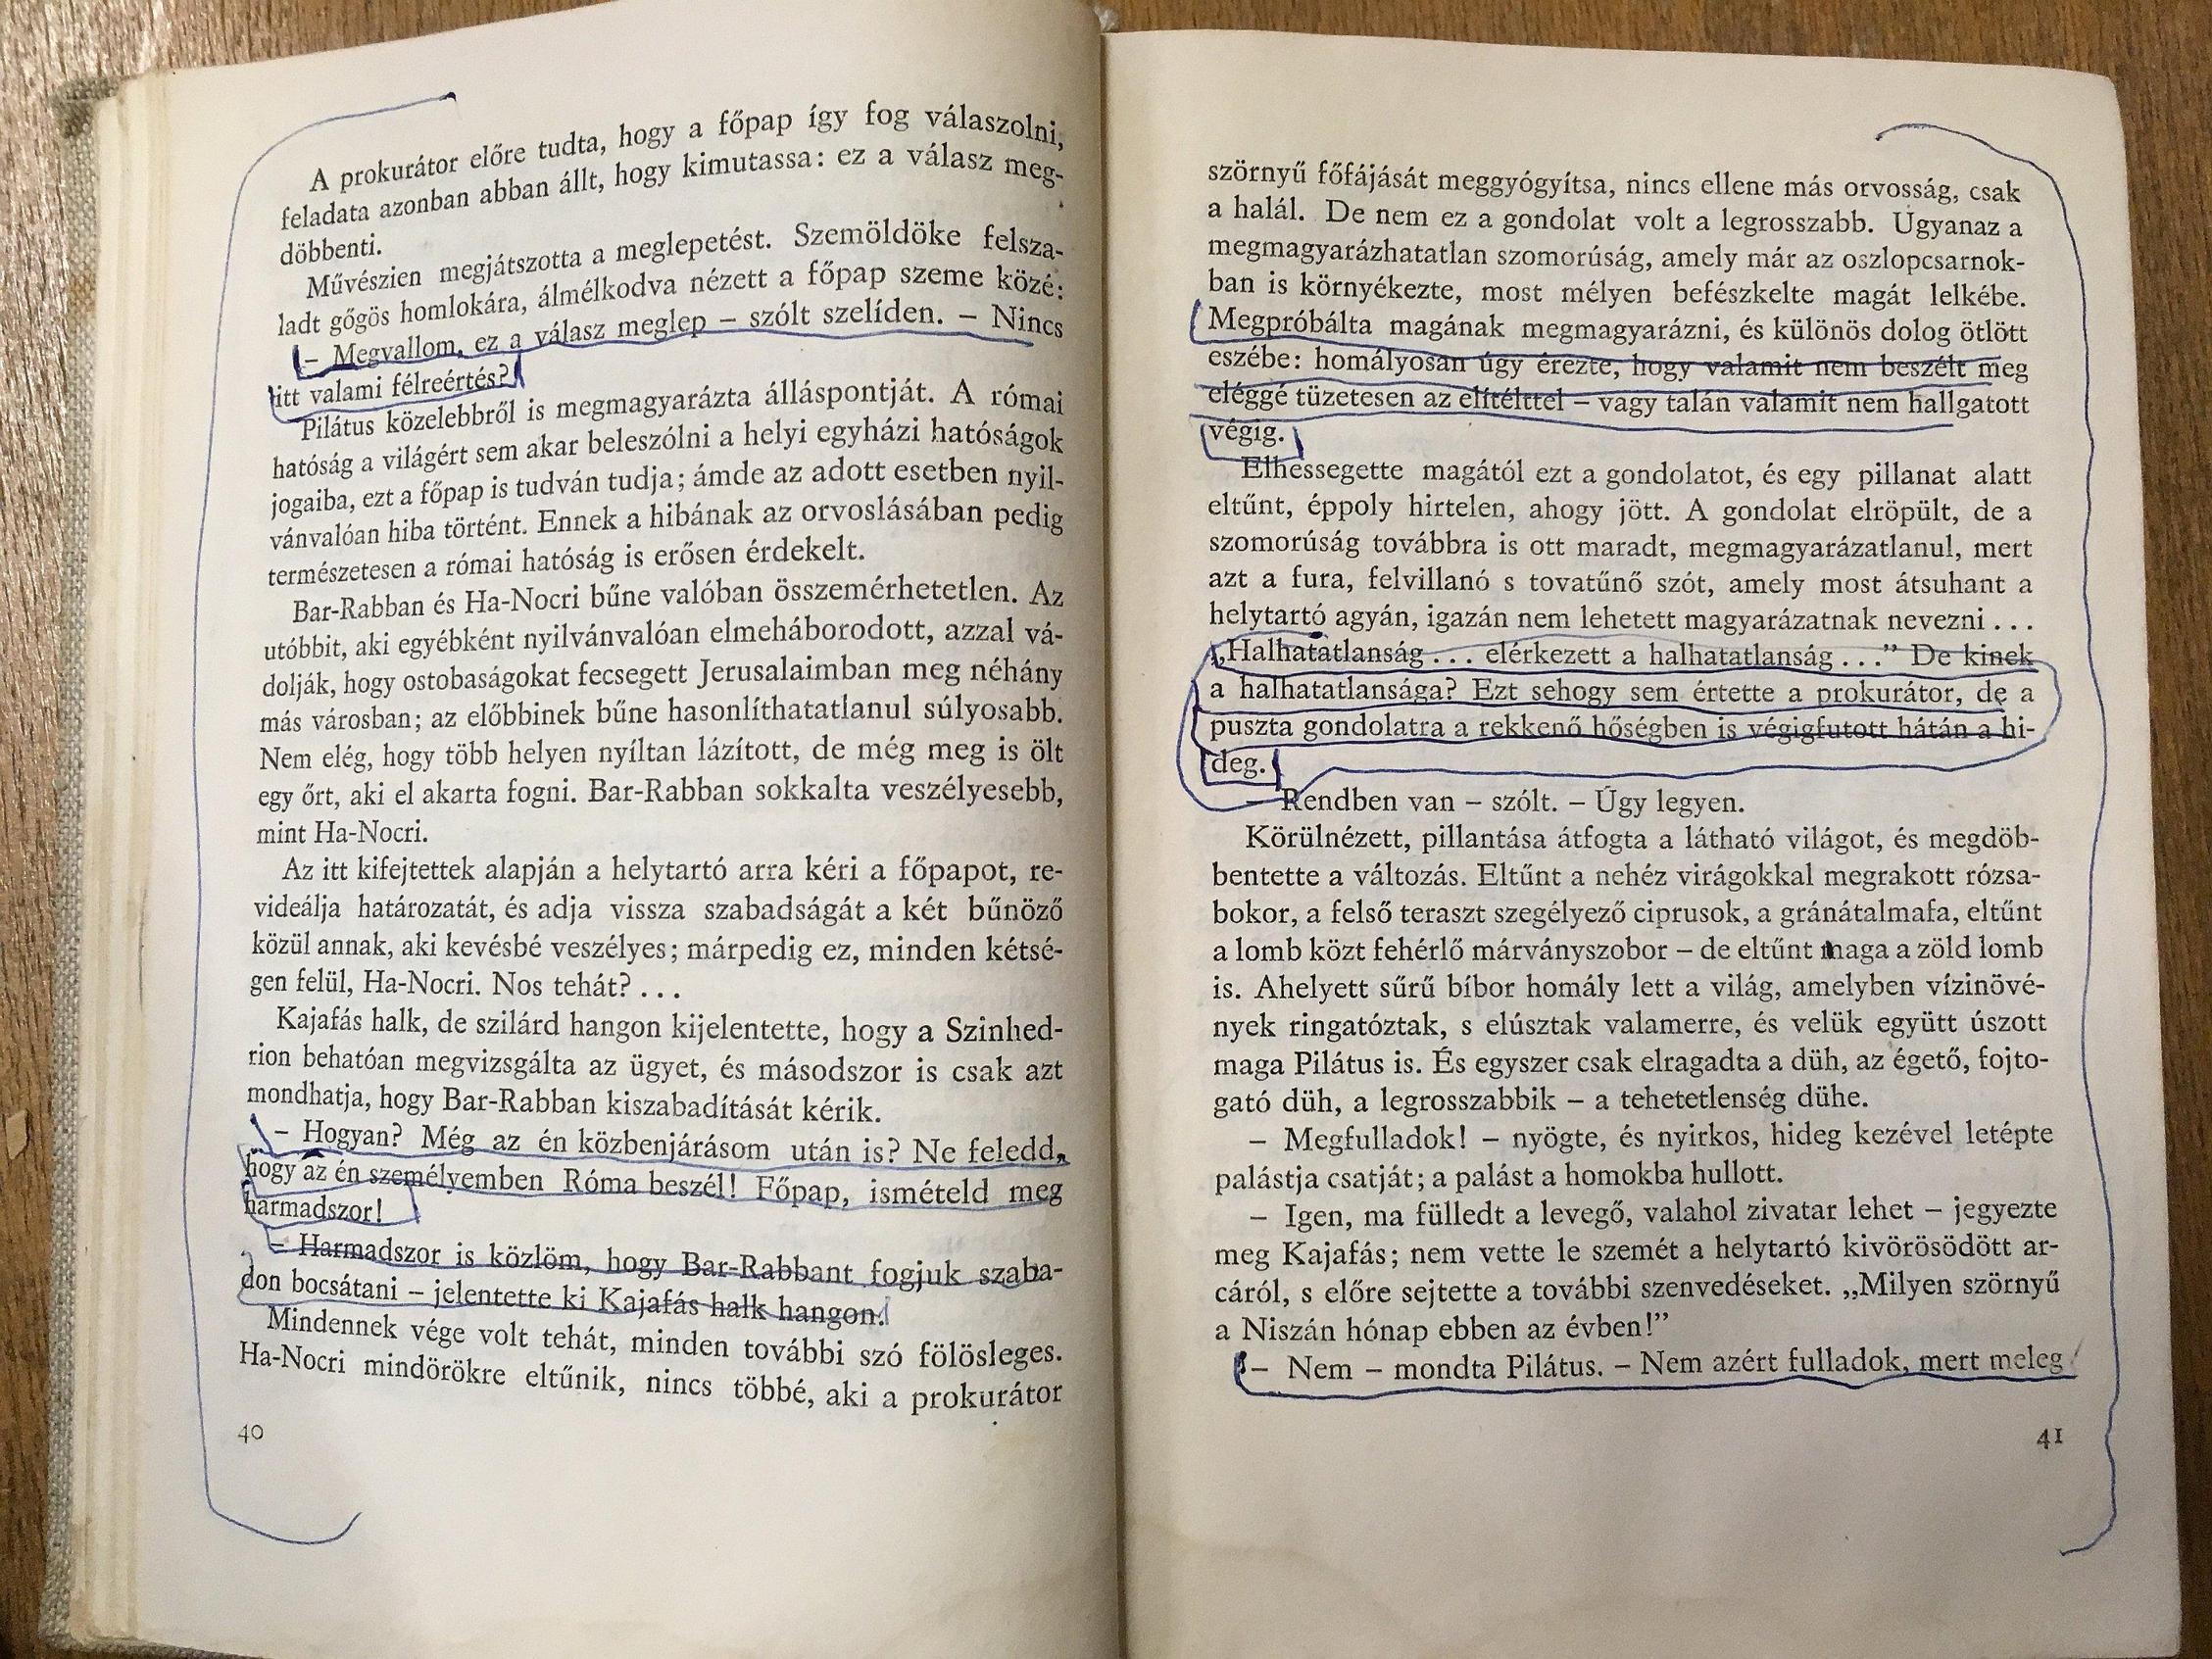 A prokurátor előre tudta, hogy a főpap így fog válaszolni,
feladata azonban abban állt, hogy kimutassa: ez a válasz meg-
döbbenti.
Művészien megjátszotta a meglepetést. Szemöldöke felsza-
ladt gőgös homlokára, álmélkodva nézett a főpap szeme közé:
– Megvallom, ez a válasz meglep – szólt szelíden. – Nincs
itt valami félreértés?
Pilátus közelebbről is megmagyarázta álláspontját. A római
hatóság a világért sem akar beleszólni a helyi egyházi hatóságok
jogaiba, ezt a főpap is tudván tudja; ámde az adott esetben nyil-
vánvalóan hiba történt. Ennek a hibának az orvoslásában pedig
természetesen a római hatóság is erősen érdekelt.
Bar-Rabban és Ha-Nocri bűne valóban összemérhetetlen. Az
utóbbit, aki egyébként nyilvánvalóan elmeháborodott, azzal vá-
dolják, hogy ostobaságokat fecsegett Jerusalaimban meg néhány
más városban; az előbbinek bűne hasonlíthatatlanul súlyosabb.
Nem elég, hogy több helyen nyíltan lázított, de még meg is ölt
egy őrt, aki el akarta fogni. Bar-Rabban sokkalta veszélyesebb,
mint Ha-Nocri.
Az itt kifejtettek alapján a helytartó arra kéri a főpapot, re-
videálja határozatát, és adja vissza szabadságát a két bűnöző
közül annak, aki kevésbé veszélyes; márpedig ez, minden kétsé-
gen felül, Ha-Nocri. Nos tehát? . . .
Kajafás halk, de szilárd hangon kijelentette, hogy a Szinhed-
rion behatóan megvizsgálta az ügyet, és másodszor is csak azt
mondhatja, hogy Bar-Rabban kiszabadítását kérik.
– Hogyan? Még az én közbenjárásom után is? Ne feledd,
hogy az én személyemben Róma beszél! Főpap, ismételd meg
harmadszor!
– Harmadszor is közlöm, hogy Bar-Rabbant fogjuk szaba-
don bocsátani – jelentette ki Kajafás halk hangon.
Mindennek vége volt tehát, minden további szó fölösleges.
Ha-Nocri mindörökre eltűnik, nincs többé, aki a prokurátor
40
szörnyű főfájását meggyógyítsa, nincs ellene más orvosság, csak
a halál. De nem ez a gondolat volt a legrosszabb. Ugyanaz a
megmagyarázhatatlan szomorúság, amely már az oszlopcsarnok-
ban is környékezte, most mélyen befészkelte magát lelkébe.
Megpróbálta magának megmagyarázni, és különös dolog ötlött
eszébe: homályosan úgy érezte, hogy valamit nem beszélt meg
eléggé tüzetesen az elítélttel – vagy talán valamit nem hallgatott
végig.
Elhessegette magától ezt a gondolatot, és egy pillanat alatt
eltűnt, éppoly hirtelen, ahogy jött. A gondolat elröpült, de a
szomorúság továbbra is ott maradt, megmagyarázatlanul, mert
azt a fura, felvillanó s tovatűnő szót, amely most átsuhant a
helytartó agyán, igazán nem lehetett magyarázatnak nevezni . . .
„Halhatatlanság . . . elérkezett a halhatatlanság . . .” De kinek
a halhatatlansága? Ezt sehogy sem értette a prokurátor, de a
puszta gondolatra a rekkenő hőségben is végigfutott hátán a hi-
deg.
– Rendben van – szólt. – Úgy legyen.
Körülnézett, pillantása átfogta a látható világot, és megdöb-
bentette a változás. Eltűnt a nehéz virágokkal megrakott rózsa-
bokor, a felső teraszt szegélyező ciprusok, a gránátalmafa, eltűnt
a lomb közt fehérlő márványszobor – de eltűnt maga a zöld lomb
is. Ahelyett sűrű bíbor homály lett a világ, amelyben vízinövé-
nyek ringatóztak, s elúsztak valamerre, és velük együtt úszott
maga Pilátus is. És egyszer csak elragadta a düh, az égető, fojto-
gató düh, a legrosszabbik – a tehetetlenség dühe.
– Megfulladok! – nyögte, és nyirkos, hideg kezével letépte
palástja csatját; a palást a homokba hullott.
– Igen, ma fülledt a levegő, valahol zivatar lehet – jegyezte
meg Kajafás; nem vette le szemét a helytartó kivörösödött ar-
cáról, s előre sejtette a további szenvedéseket. „Milyen szörnyű
a Niszán hónap ebben az évben!”
– Nem – mondta Pilátus. – Nem azért fulladok, mert meleg
41